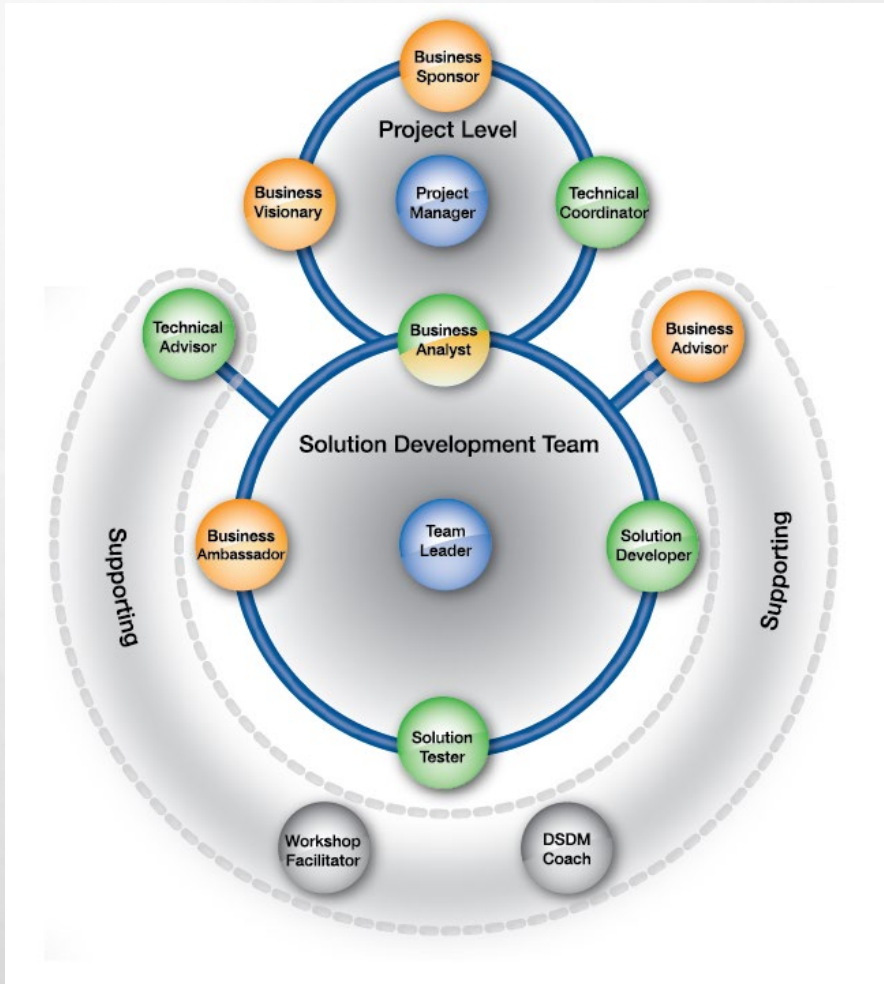 Business
Sponsor
Project Level
Business
Visionary
Project
Manager
Technical
Coordinator
Technical
Advisor
Business
Analyst
Business
Advisor
Solution Development Team
Business
Ambassador
Team
Leader
Solution
Developer
Supporting
Supporting
Solution
Tester
Workshop
Facilitator
DSDM
Coach